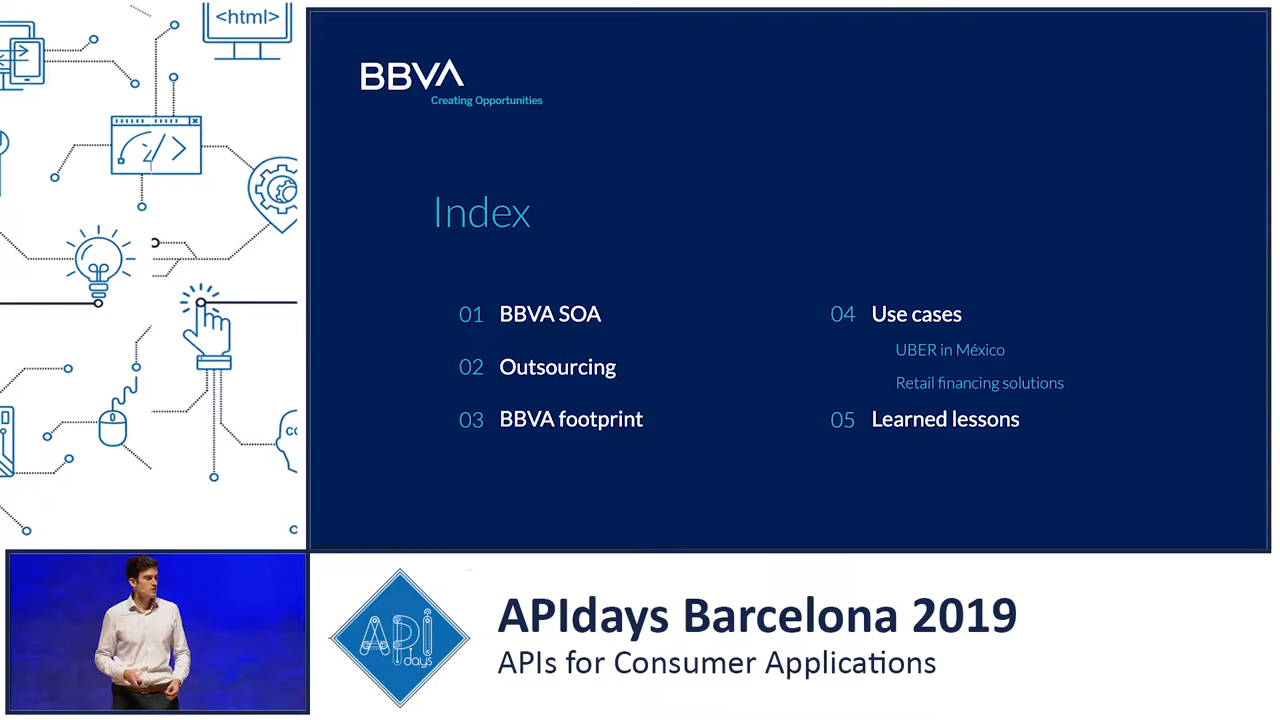 <html>
</>
BBVA
Creating Opportunities
Index
01 BBVA SOA
02 Outsourcing
03 BBVA footprint
04 Use cases
UBER in México
Retail financing solutions
05 Learned lessons
API
days
APIdays Barcelona 2019
APIs for Consumer Applications